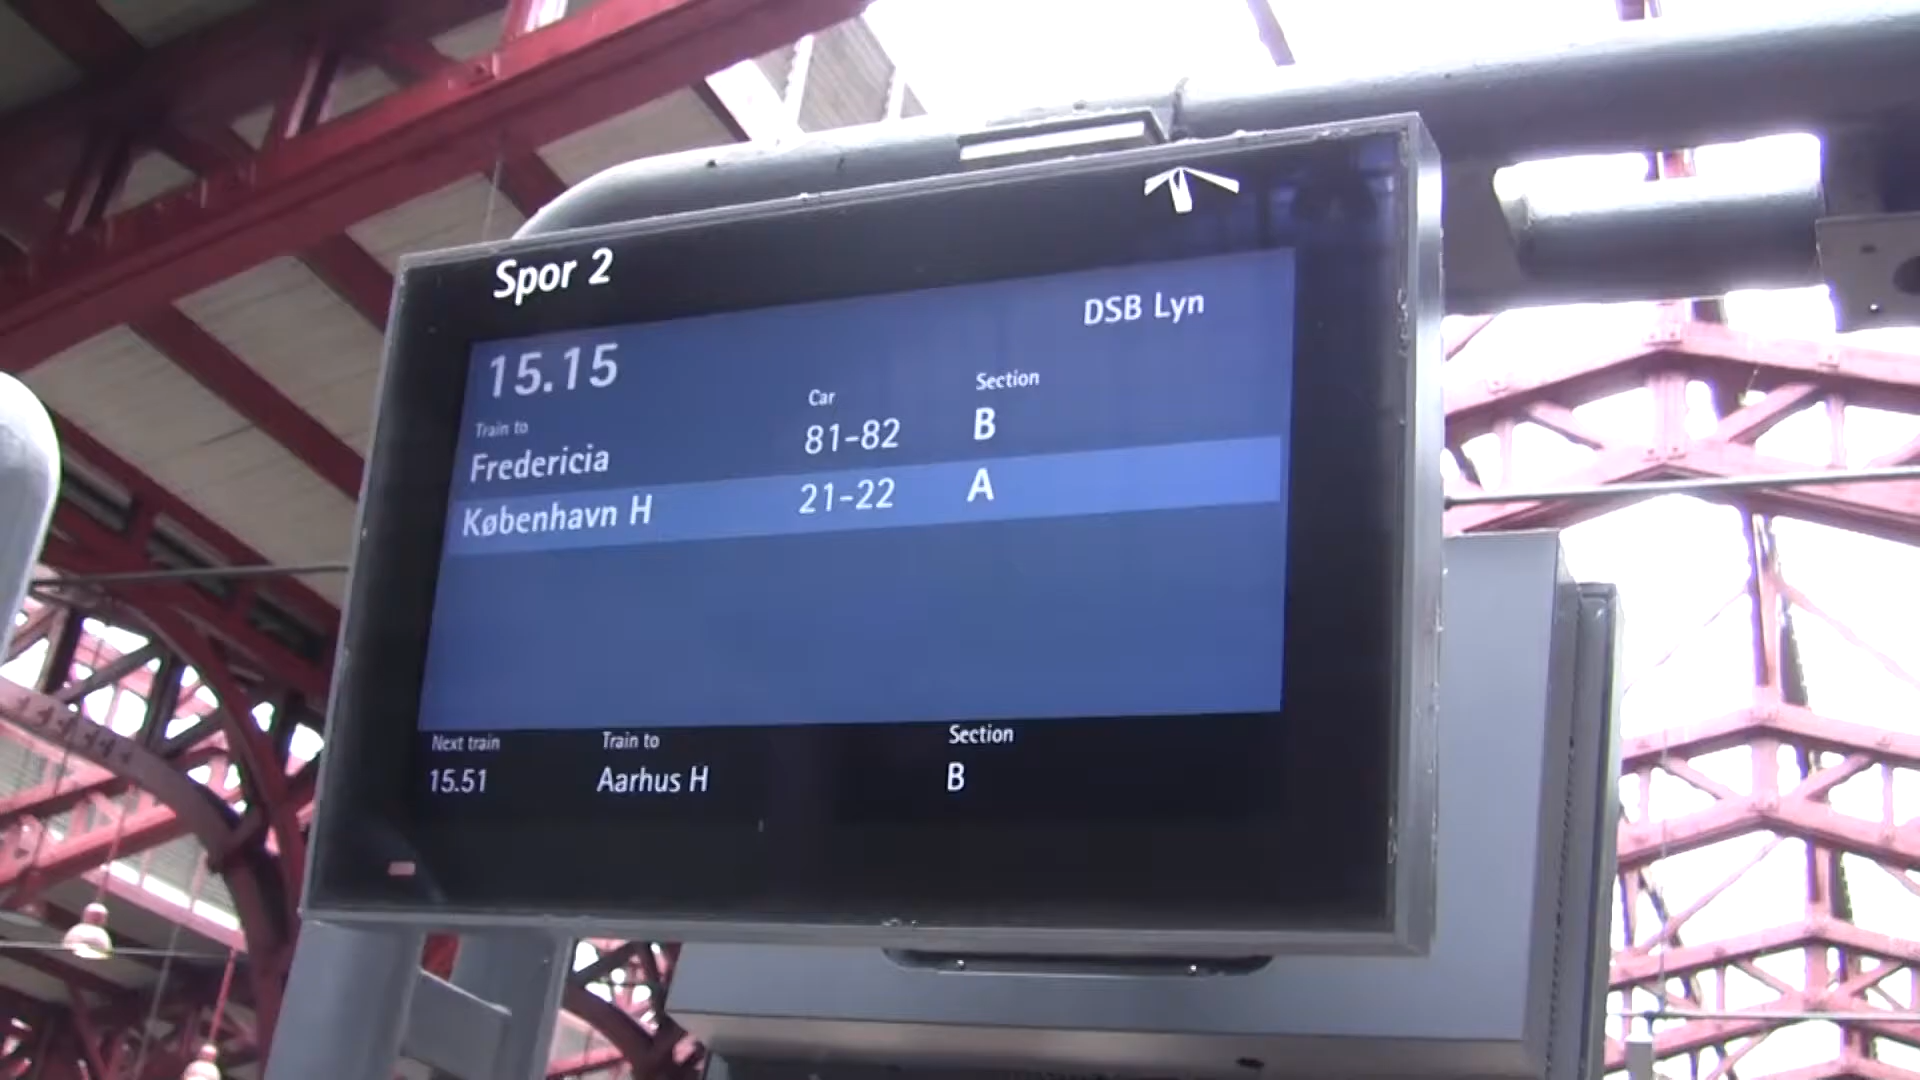 Spor 2
DSB Lyn
15.15
Train to Car Section
Fredericia 81-82 B
København H 21-22 A
Next train Train to Section
15.51 Aarhus H B